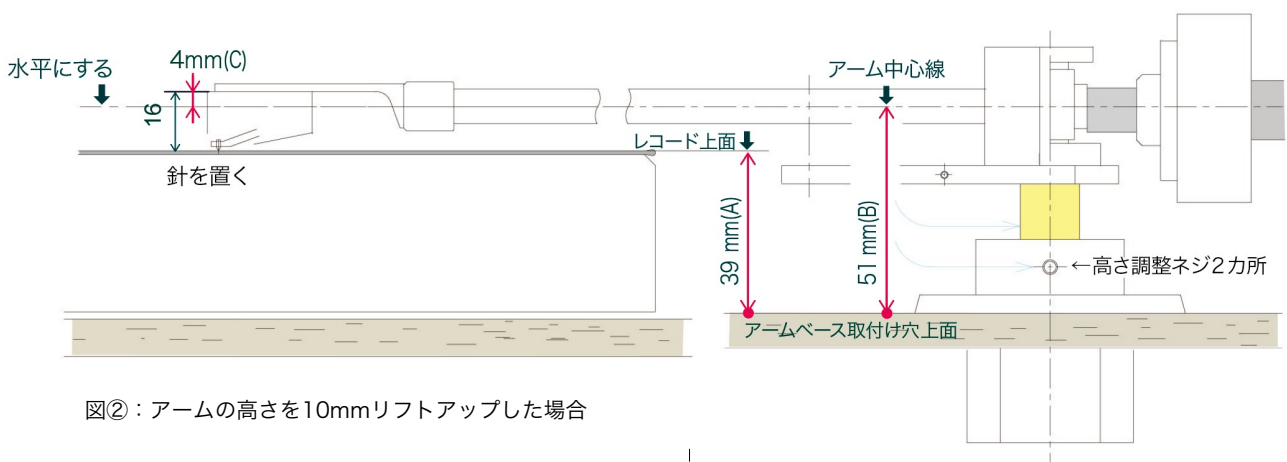 水平にする
4mm(C)
アーム中心線
16
レコード上面
針を置く
39 mm(A)
51 mm(B)
←高さ調整ネジ2カ所
アームベース取付け穴上面
図②：アームの高さを10mmリフトアップした場合